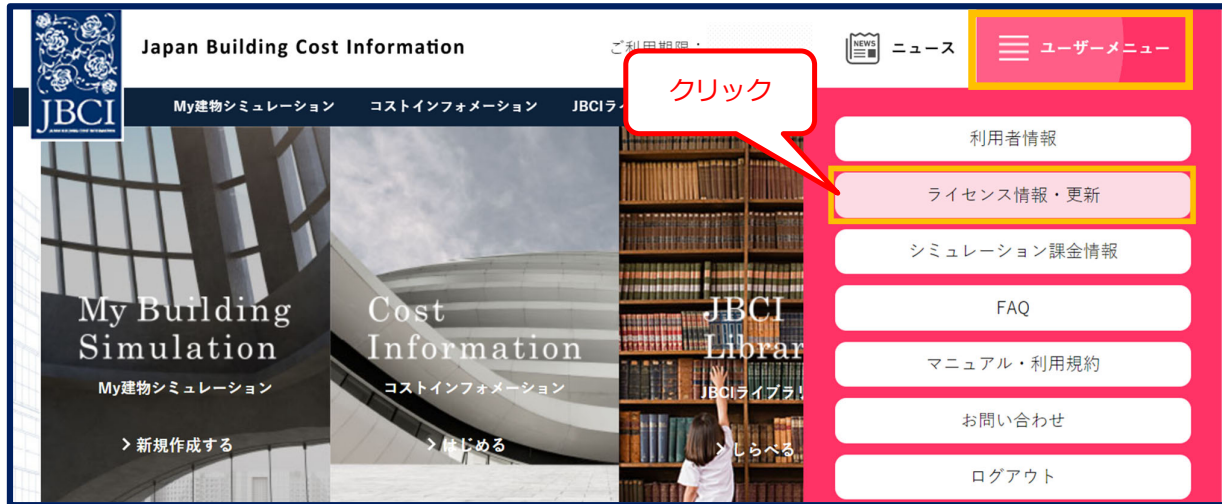 Japan Building Cost Information
ご利用期限：
NEWS
ニュース
ユーザーメニュー
JBCI
JAPAN BUILDING COST INFORMATION
My建物シミュレーション
コストインフォメーション
JBCIラ
クリック
利用者情報
ライセンス情報・更新
シミュレーション課金情報
FAQ
マニュアル・利用規約
お問い合わせ
ログアウト
My Building
Simulation
My建物シミュレーション
新規作成する
Cost
Information
コストインフォメーション
はじめる
JBCI
Librar
JBCIライブラリ
しらべる